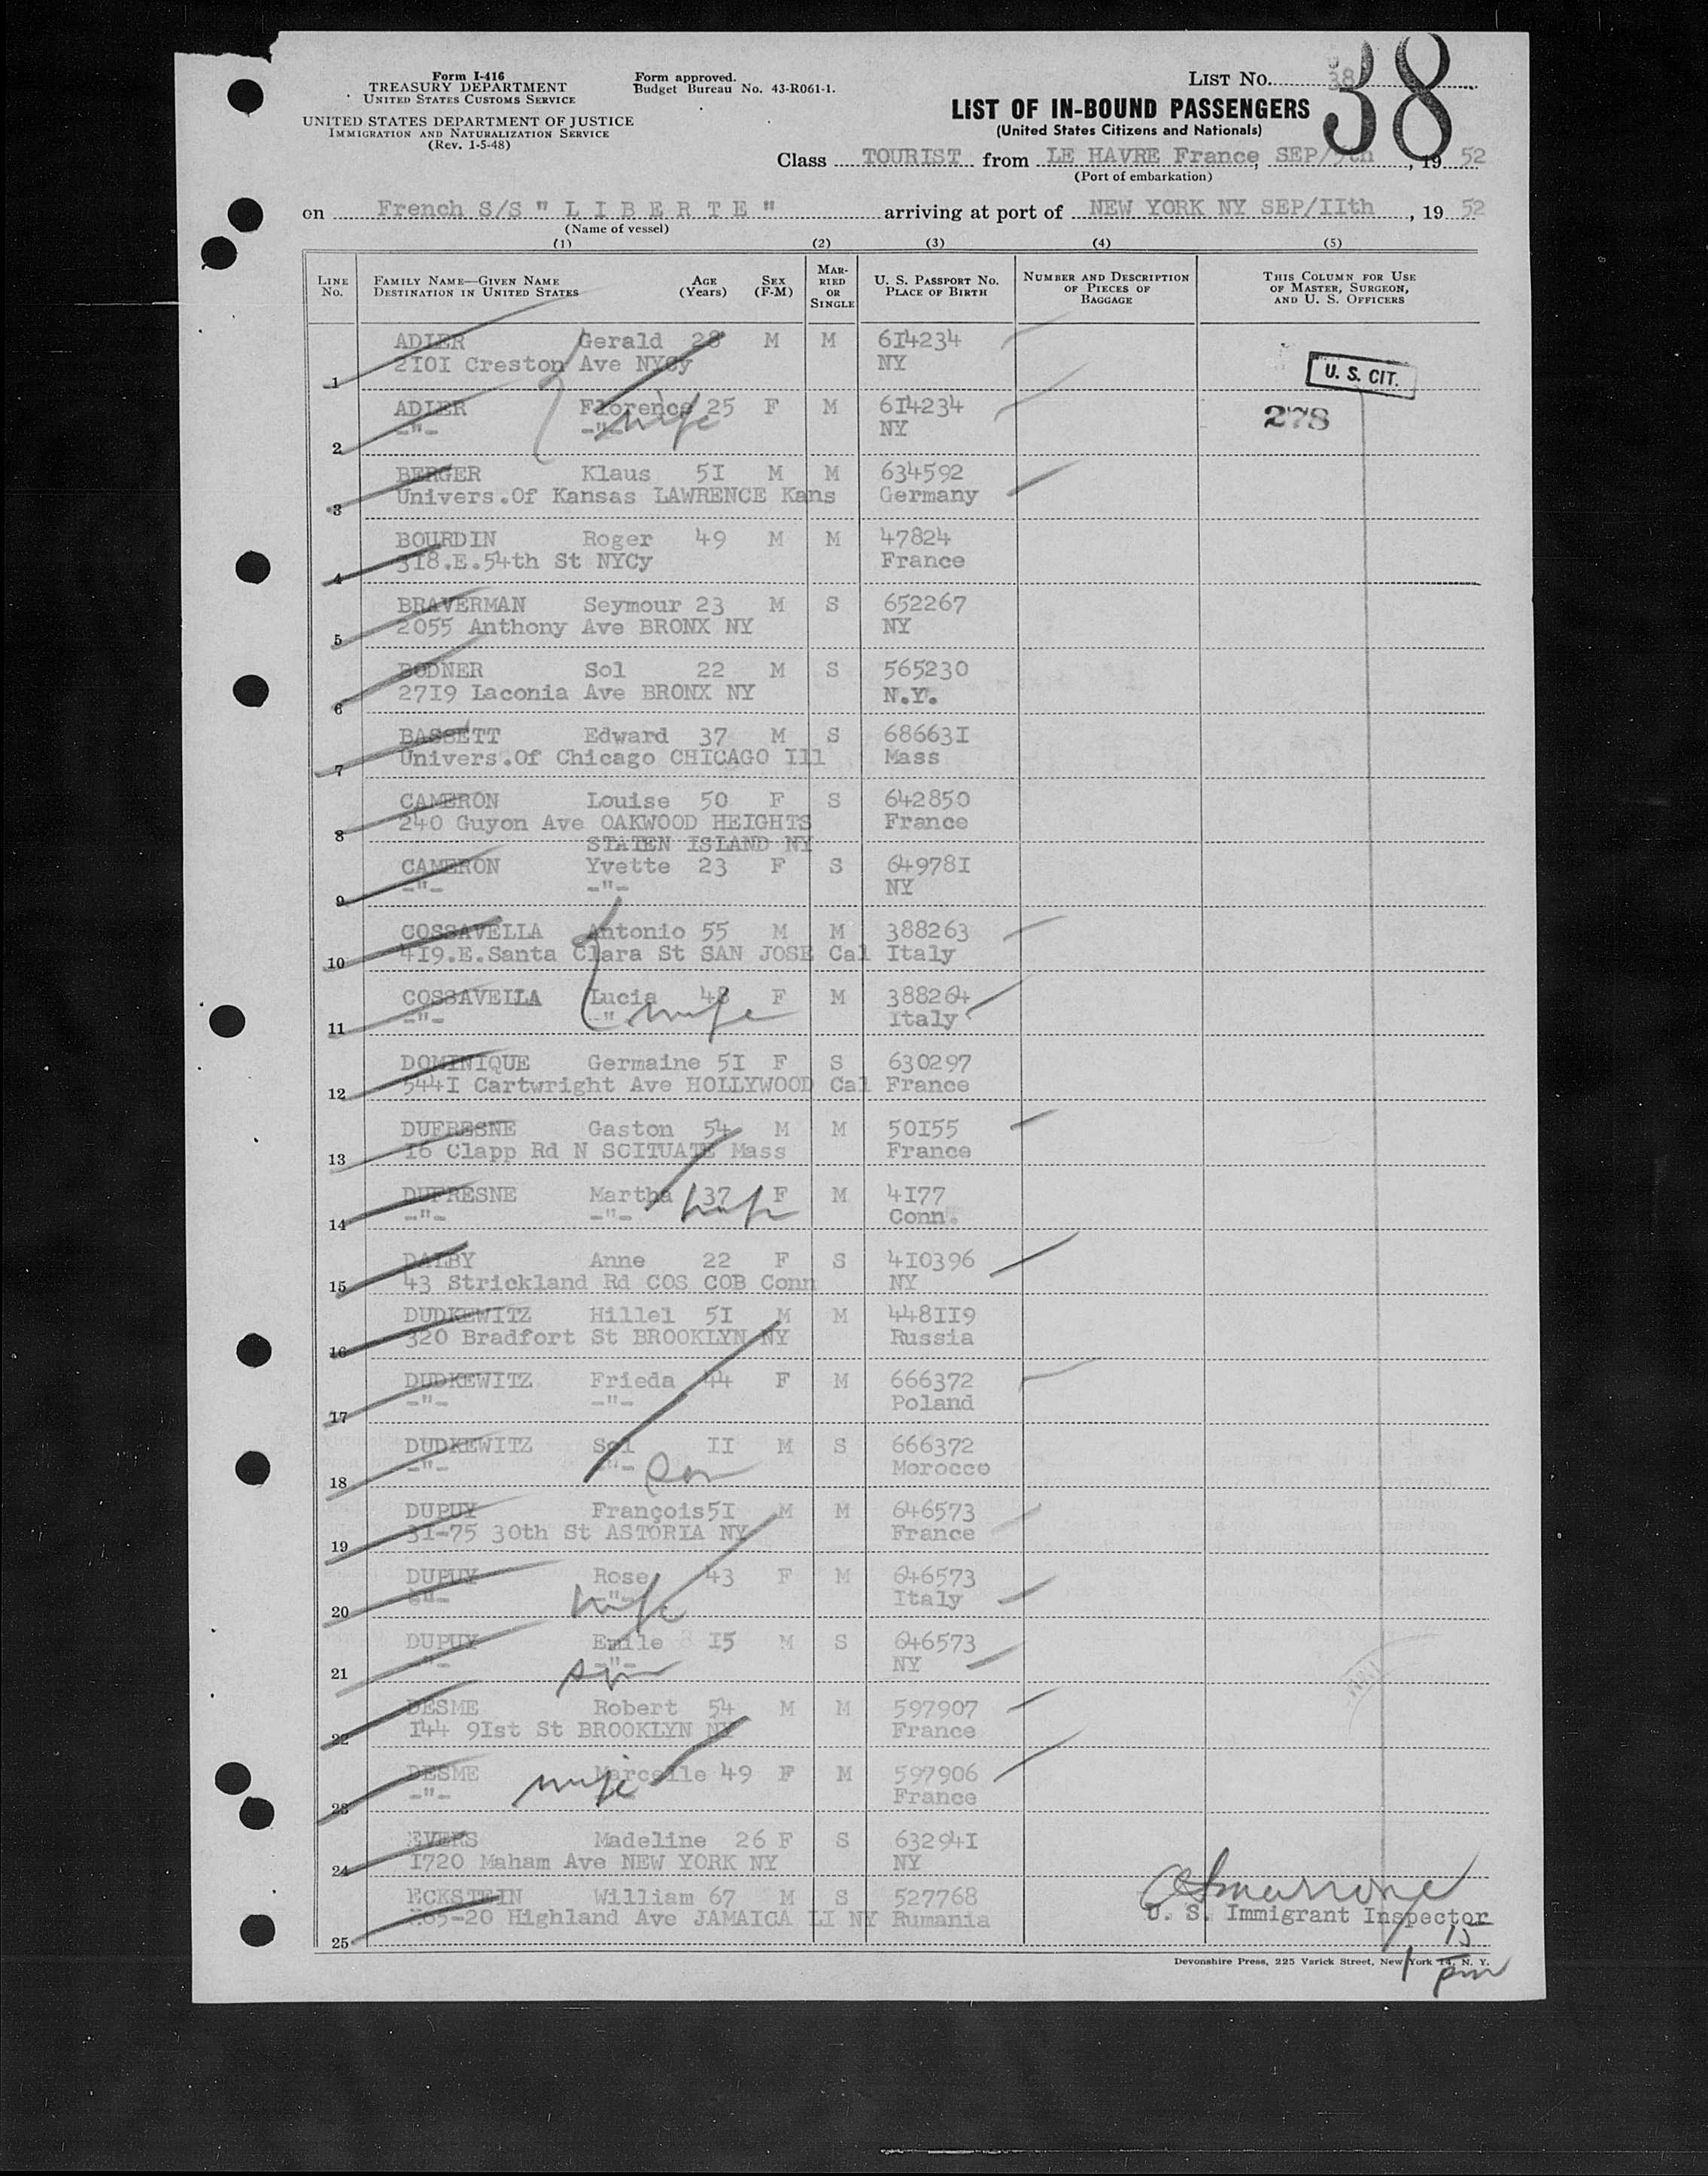 Form I-416
TREASURY DEPARTMENT
UNITED STATES CUSTOMS SERVICE
UNITED STATES DEPARTMENT OF JUSTICE
IMMIGRATION AND NATURALIZATION SERVICE
(Rev. 1-5-48)
Form approved.
Budget Bureau No. 43-R061-1.
LIST No. 38
38
LIST OF IN-BOUND PASSENGERS
(United States Citizens and Nationals)
Class TOURIST from LE HAVRE France, SEP/5th, 19 52
(Port of embarkation)
on French S/S " L I B E R T E " arriving at port of NEW YORK NY SEP/IIth, 19 52
(Name of vessel)
(1) (2) (3) (4) (5)
LINE No. FAMILY NAME—GIVEN NAME DESTINATION IN UNITED STATES AGE (Years) SEX (F-M) MARRIED OR SINGLE U. S. PASSPORT No. PLACE OF BIRTH NUMBER AND DESCRIPTION OF PIECES OF BAGGAGE THIS COLUMN FOR USE OF MASTER, SURGEON, AND U. S. OFFICERS
ADLER Gerald 28 M M 6I4234
1 2I0I Creston Ave NYCy NY
U. S. CIT.
278
ADLER Florence 25 F M 6I4234
2 -"- -"- wife NY
BERGER Klaus 5I M M 634592
3 Univers.Of Kansas LAWRENCE Kans Germany
BOURDIN Roger 49 M M 47824
4 3I8.E.54th St NYCy France
BRAVERMAN Seymour 23 M S 652267
5 2055 Anthony Ave BRONX NY NY
BODNER Sol 22 M S 565230
6 27I9 Laconia Ave BRONX NY N.Y.
BASSETT Edward 37 M S 68663I
7 Univers.Of Chicago CHICAGO Ill Mass
CAMERON Louise 50 F S 642850
8 240 Guyon Ave OAKWOOD HEIGHTS France
STATEN ISLAND NY
CAMERON Yvette 23 F S 64978I
9 -"- -"- NY
COSSAVELLA Antonio 55 M M 388263
10 4I9.E.Santa Clara St SAN JOSE Cal Italy
COSSAVELLA Lucia 48 F M 388264
11 -"- " wife Italy
DOMINIQUE Germaine 5I F S 630297
12 544I Cartwright Ave HOLLYWOOD Cal France
DUFRESNE Gaston 54 M M 50I55
13 I6 Clapp Rd N SCITUATE Mass France
DUFRESNE Martha 37 F M 4I77
14 -"- -"- wife Conn.
DALBY Anne 22 F S 4I0396
15 43 Strickland Rd COS COB Conn NY
DUDKEWITZ Hillel 5I M M 448II9
16 320 Bradfort St BROOKLYN NY Russia
DUDKEWITZ Frieda 44 F M 666372
17 -"- -"- Poland
DUDKEWITZ Sol II M S 666372
18 -"- -"- son Morocco
DUPUY François 5I M M 646573
19 3I-75 30th St ASTORIA NY France
DUPUY Rose 43 F M 646573
20 -"- wife Italy
DUPUY Emile I5 M S 646573
21 -"- -"- son NY
DESME Robert 54 M M 597907
22 I44 9Ist St BROOKLYN NY France
DESME Marcelle 49 F M 597906
23 -"- wife France
EVERS Madeline 26 F S 63294I
24 I720 Maham Ave NEW YORK NY NY
ECKSTEIN William 67 M S 527768
25 I65-20 Highland Ave JAMAICA LI NY Rumania
U. S. Immigrant Inspector
1 15 pm
Devonshire Press, 225 Varick Street, New York 14, N. Y.